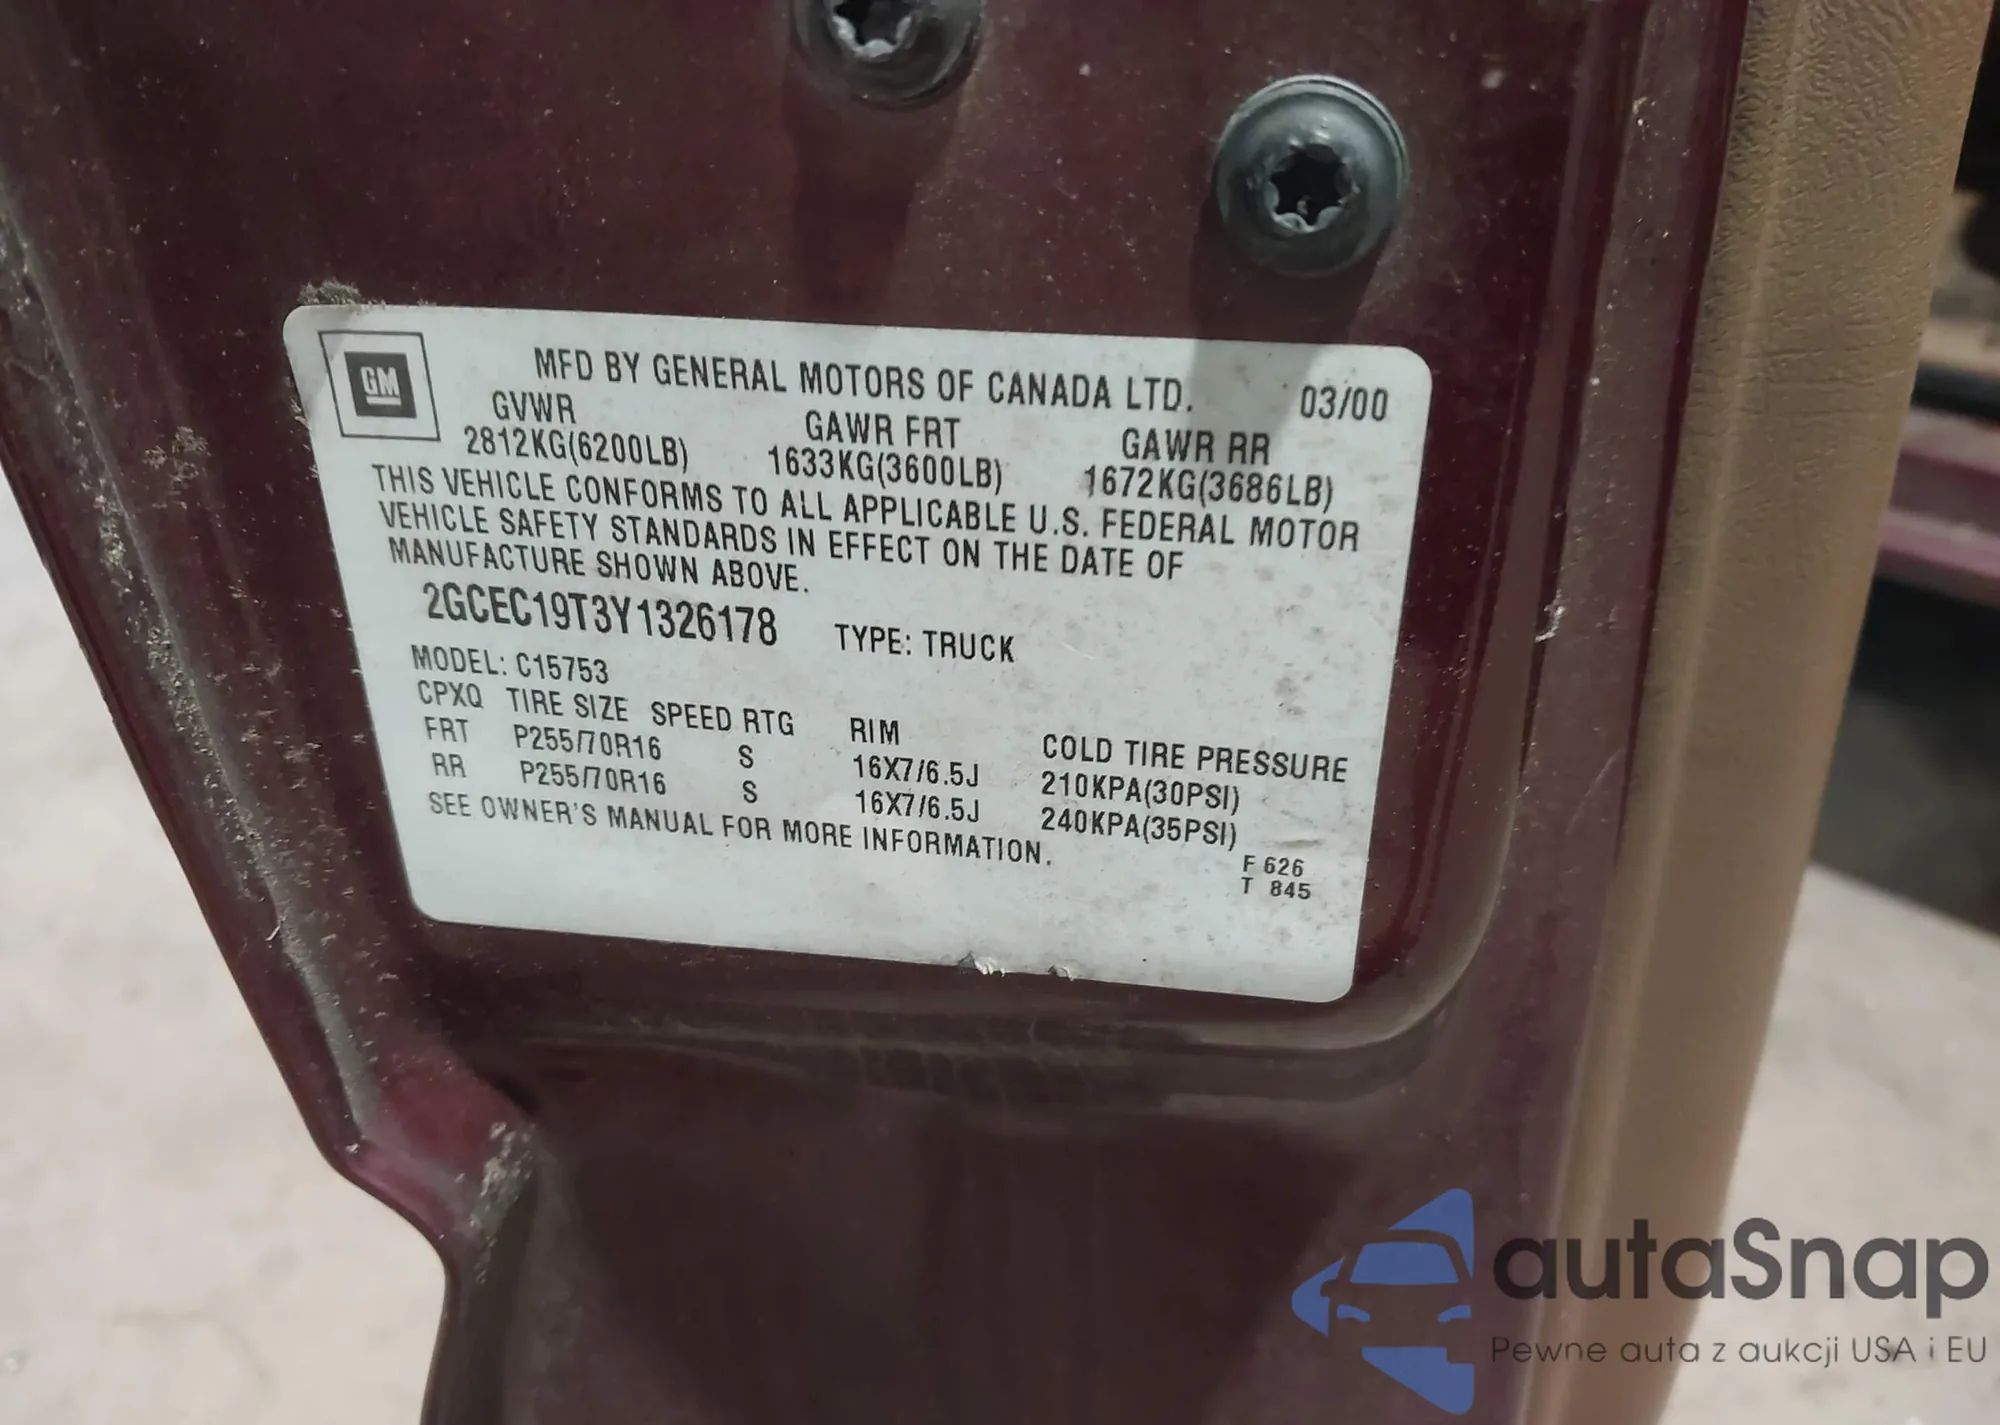 GM
MFD BY GENERAL MOTORS OF CANADA LTD. 03/00
GVWR GAWR FRT GAWR RR
2812KG(6200LB) 1633KG(3600LB) 1672KG(3686LB)
THIS VEHICLE CONFORMS TO ALL APPLICABLE U.S. FEDERAL MOTOR
VEHICLE SAFETY STANDARDS IN EFFECT ON THE DATE OF
MANUFACTURE SHOWN ABOVE.
2GCEC19T3Y1326178 TYPE: TRUCK
MODEL: C15753
CPXQ TIRE SIZE SPEED RTG RIM COLD TIRE PRESSURE
FRT P255/70R16 S 16X7/6.5J 210KPA(30PSI)
RR P255/70R16 S 16X7/6.5J 240KPA(35PSI)
SEE OWNER'S MANUAL FOR MORE INFORMATION.
F 626
T 845
autaSnap
Pewne auta z aukcji USA i EU